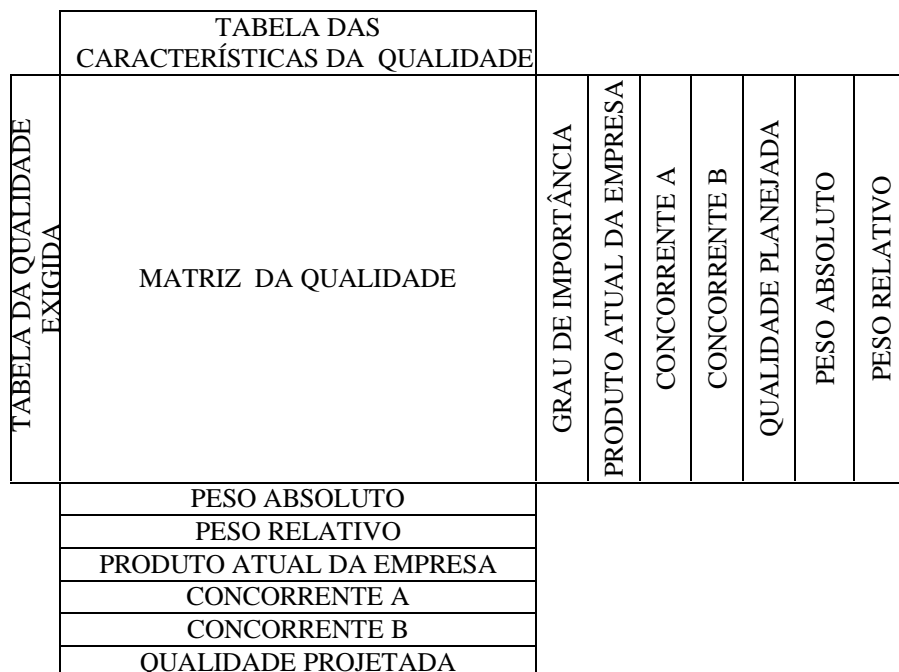 TABELA DAS
CARACTERÍSTICAS DA QUALIDADE
TABELA DA QUALIDADE
EXIGIDA
MATRIZ DA QUALIDADE
GRAU DE IMPORTÂNCIA
PRODUTO ATUAL DA EMPRESA
CONCORRENTE A
CONCORRENTE B
QUALIDADE PLANEJADA
PESO ABSOLUTO
PESO RELATIVO
PESO ABSOLUTO
PESO RELATIVO
PRODUTO ATUAL DA EMPRESA
CONCORRENTE A
CONCORRENTE B
QUALIDADE PROJETADA